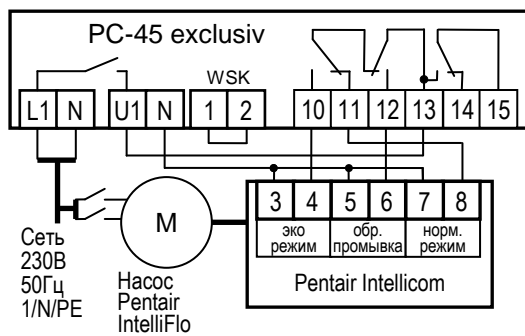 PC-45 exclusiv
WSK
L1 N U1 N 1 2 10 11 12 13 14 15
M
3 4 5 6 7 8
эко режим
обр. промывка
норм. режим
Pentair Intellicom
Сеть
230В
50Гц
1/N/PE
Насос
Pentair
IntelliFlo